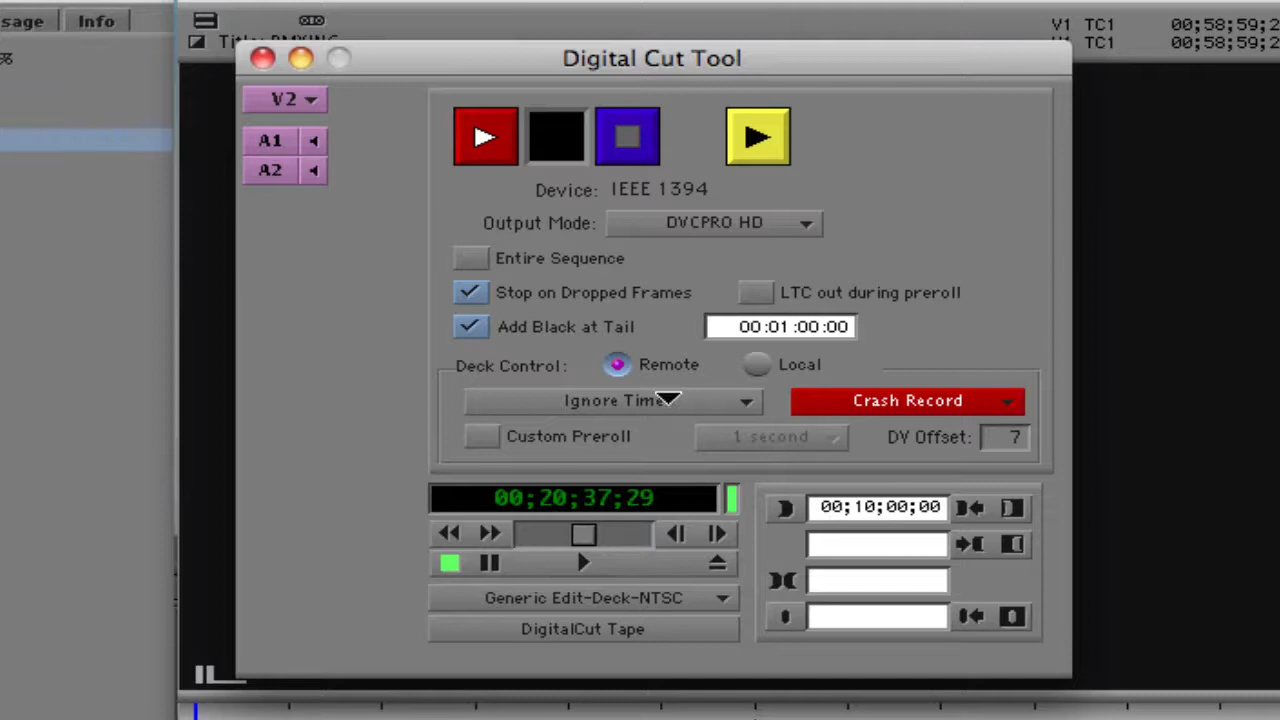 sage Info
V1 TC1 00;58;59;2
TC1 00;58;59;2
%
Digital Cut Tool
V2
A1
A2
Device: IEEE 1394
Output Mode: DVCPRO HD
Entire Sequence
Stop on Dropped Frames LTC out during preroll
Add Black at Tail 00:01:00:00
Deck Control: Remote Local
Ignore Time Crash Record
Custom Preroll 1 second DV Offset: 7
00;20;37;29
00;10;00;00
Generic Edit-Deck-NTSC
DigitalCut Tape